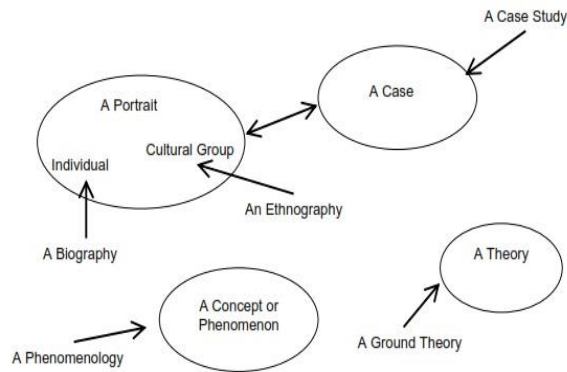 A Case Study
A Portrait
A Case
Cultural Group
Individual
An Ethnography
A Biography
A Theory
A Concept or
Phenomenon
A Phenomenology
A Ground Theory